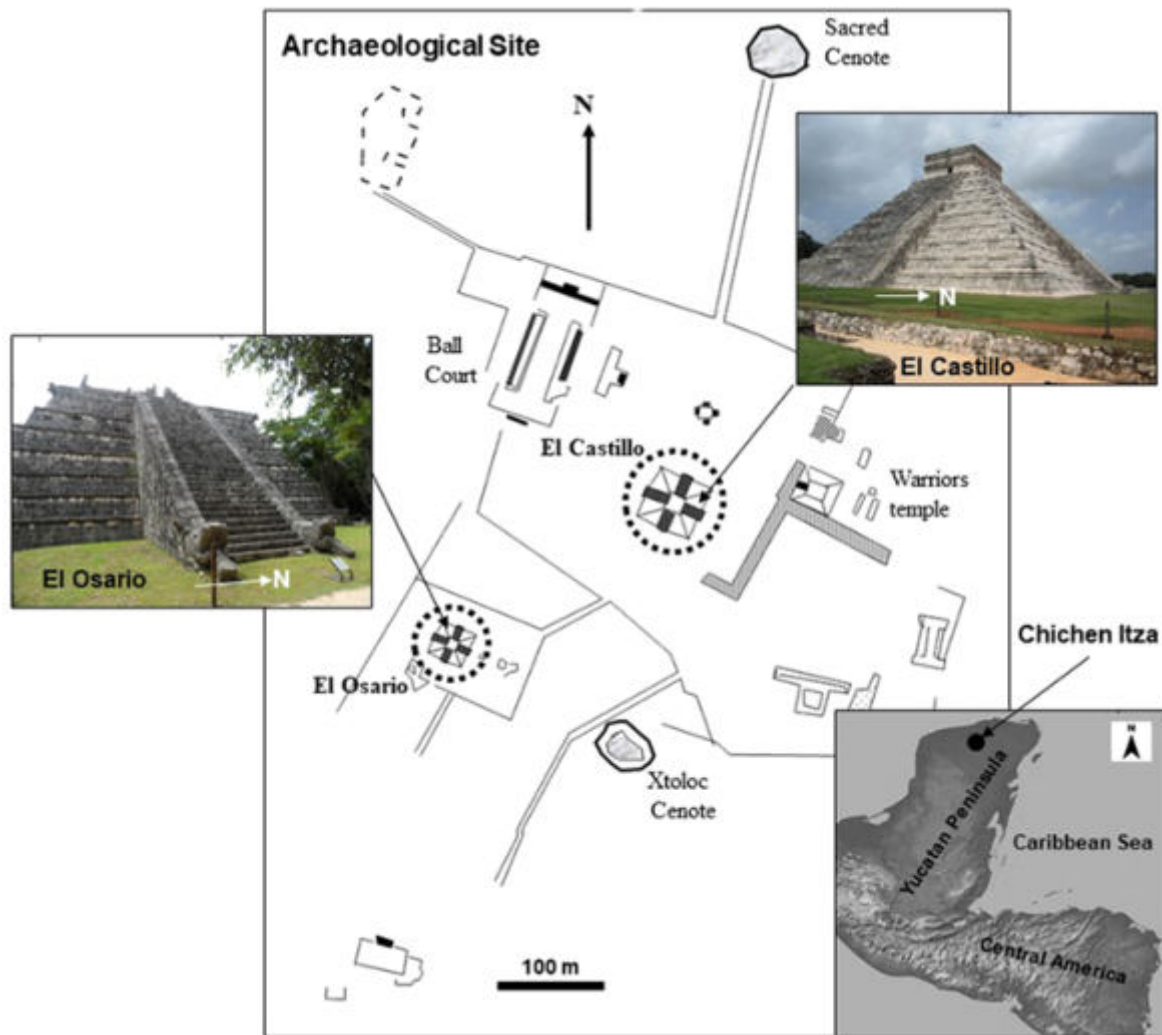 Archaeological Site
Sacred
Cenote
N
N
El Castillo
Ball
Court
El Castillo
Warriors
temple
El Osario
N
El Osario
Chichen Itza
Xtoloc
Cenote
N
Yucatan Peninsula
Caribbean Sea
Central America
100 m